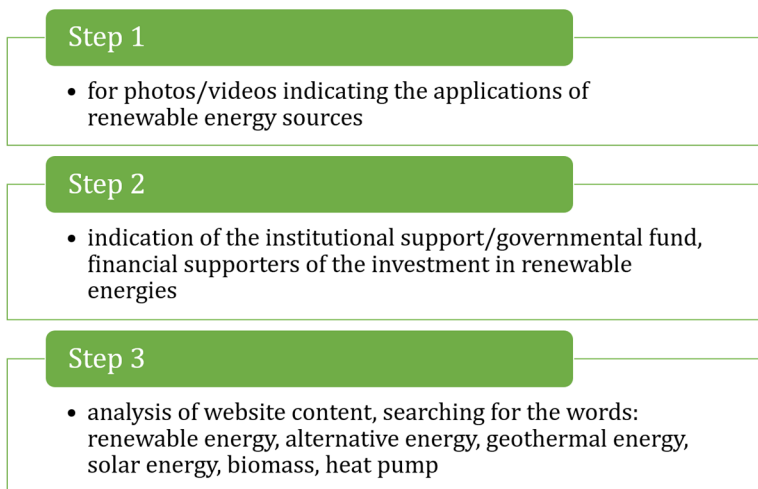 Step 1
• for photos/videos indicating the applications of
renewable energy sources
Step 2
• indication of the institutional support/governmental fund,
financial supporters of the investment in renewable
energies
Step 3
• analysis of website content, searching for the words:
renewable energy, alternative energy, geothermal energy,
solar energy, biomass, heat pump